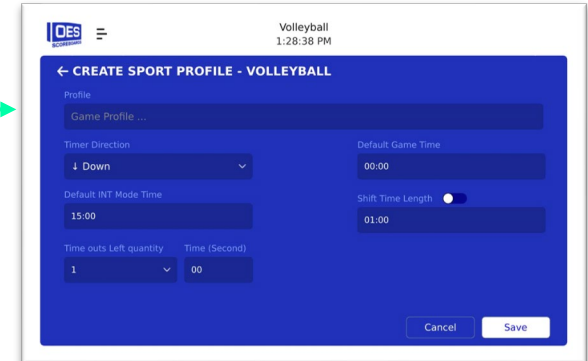 OES
SCOREBOARDS
Volleyball
1:28:38 PM
← CREATE SPORT PROFILE - VOLLEYBALL
Profile
Game Profile ...
Timer Direction
Default Game Time
↓ Down
00:00
Default INT Mode Time
Shift Time Length
15:00
01:00
Time outs Left quantity
Time (Second)
1
00
Cancel
Save